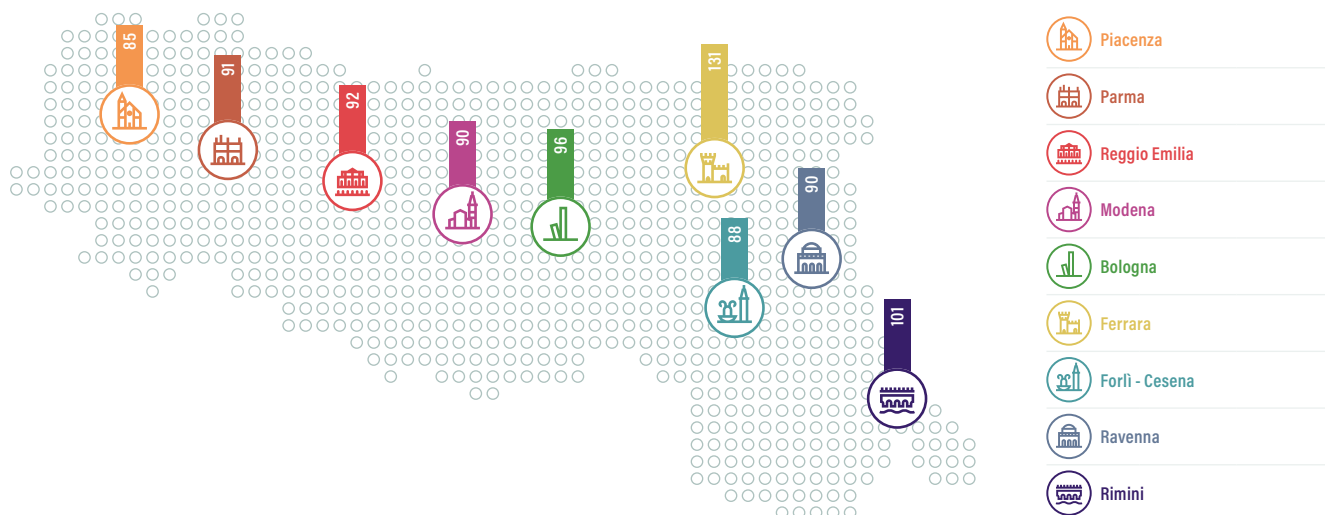 85
91
92
90
96
131
88
90
101
Piacenza
Parma
Reggio Emilia
Modena
Bologna
Ferrara
Forlì - Cesena
Ravenna
Rimini